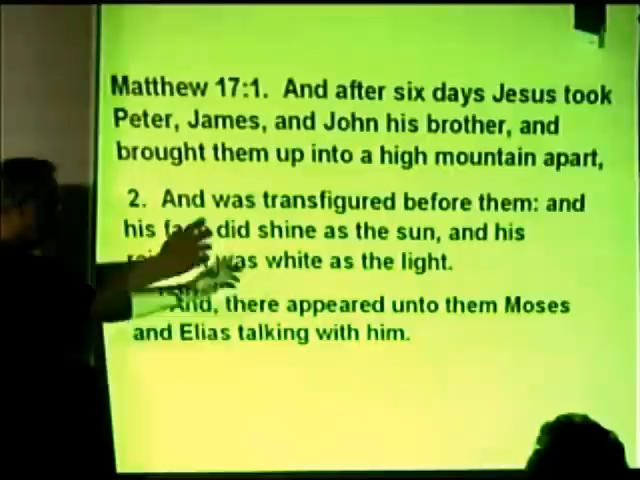 Matthew 17:1. And after six days Jesus took
Peter, James, and John his brother, and
brought them up into a high mountain apart,
2. And was transfigured before them: and
his did shine as the sun, and his
was white as the light.
And, there appeared unto them Moses
and Elias talking with him.